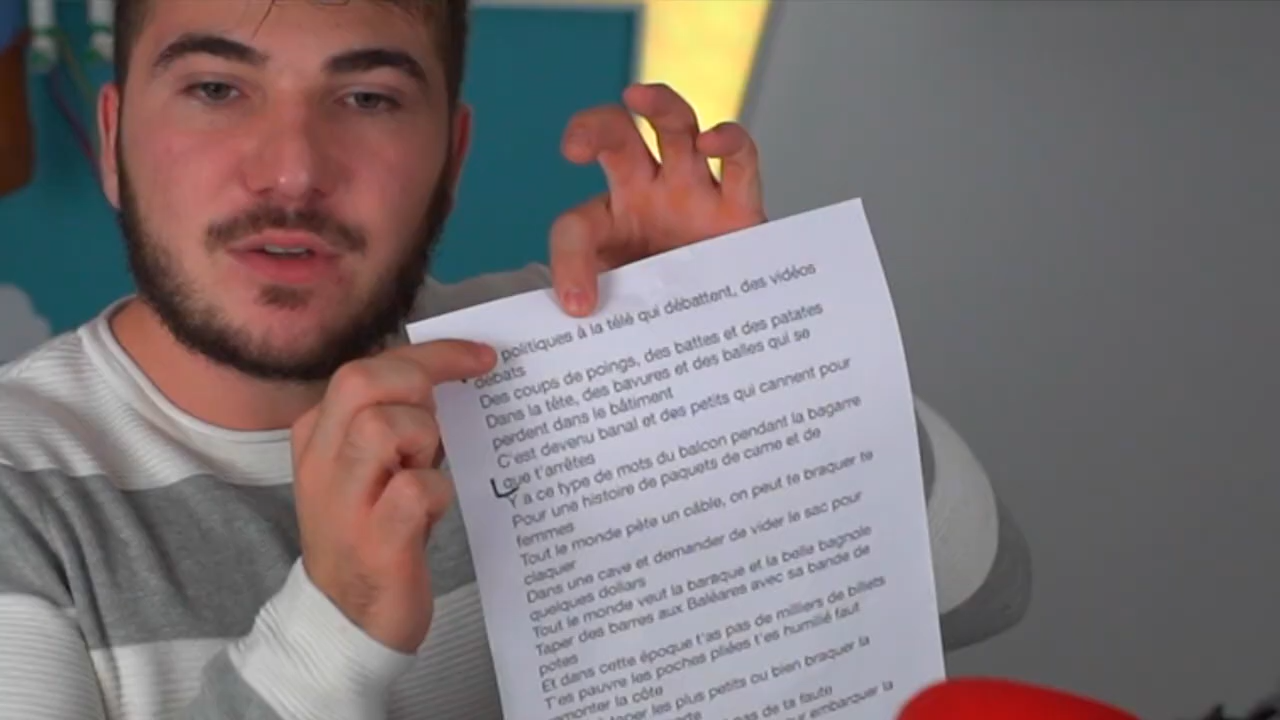 politiques à la télé qui débattent, des vidéos
débats
Des coups de poings, des battes et des patates
Dans la tête, des bavures et des balles qui se
perdent dans le bâtiment
C'est devenu banal et des petits qui cannent pour
que t'arrêtes
Y a ce type de mots du balcon pendant la bagarre
Pour une histoire de paquets de came et de
femmes
Tout le monde pète un câble, on peut te braquer te
claquer
Dans une cave et demander de vider le sac pour
quelques dollars
Tout le monde veut la baraque et la belle bagnole
Taper des barres aux Baléares avec sa bande de
potes
Et dans cette époque t'as pas de milliers de billets
T'es pauvre les poches pliées t'es humilié faut
remonter la côte
taper les plus petits ou bien braquer la
pas de ta faute
embarquer la